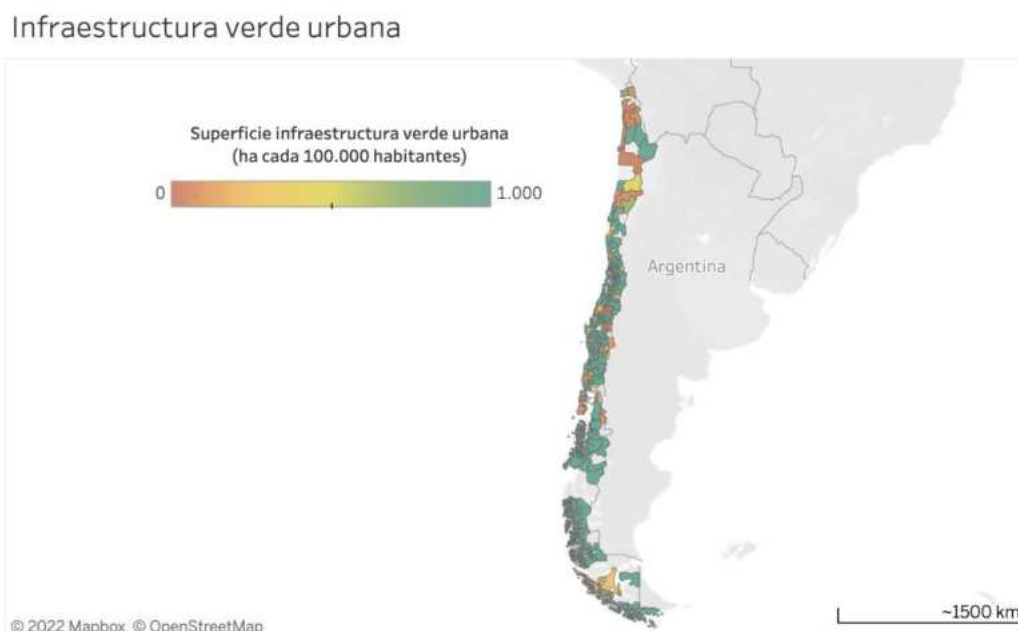 Infraestructura verde urbana
Superficie infraestructura verde urbana
(ha cada 100.000 habitantes)
0
1.000
Argentina
~1500 km
© 2022 Mapbox © OpenStreetMap